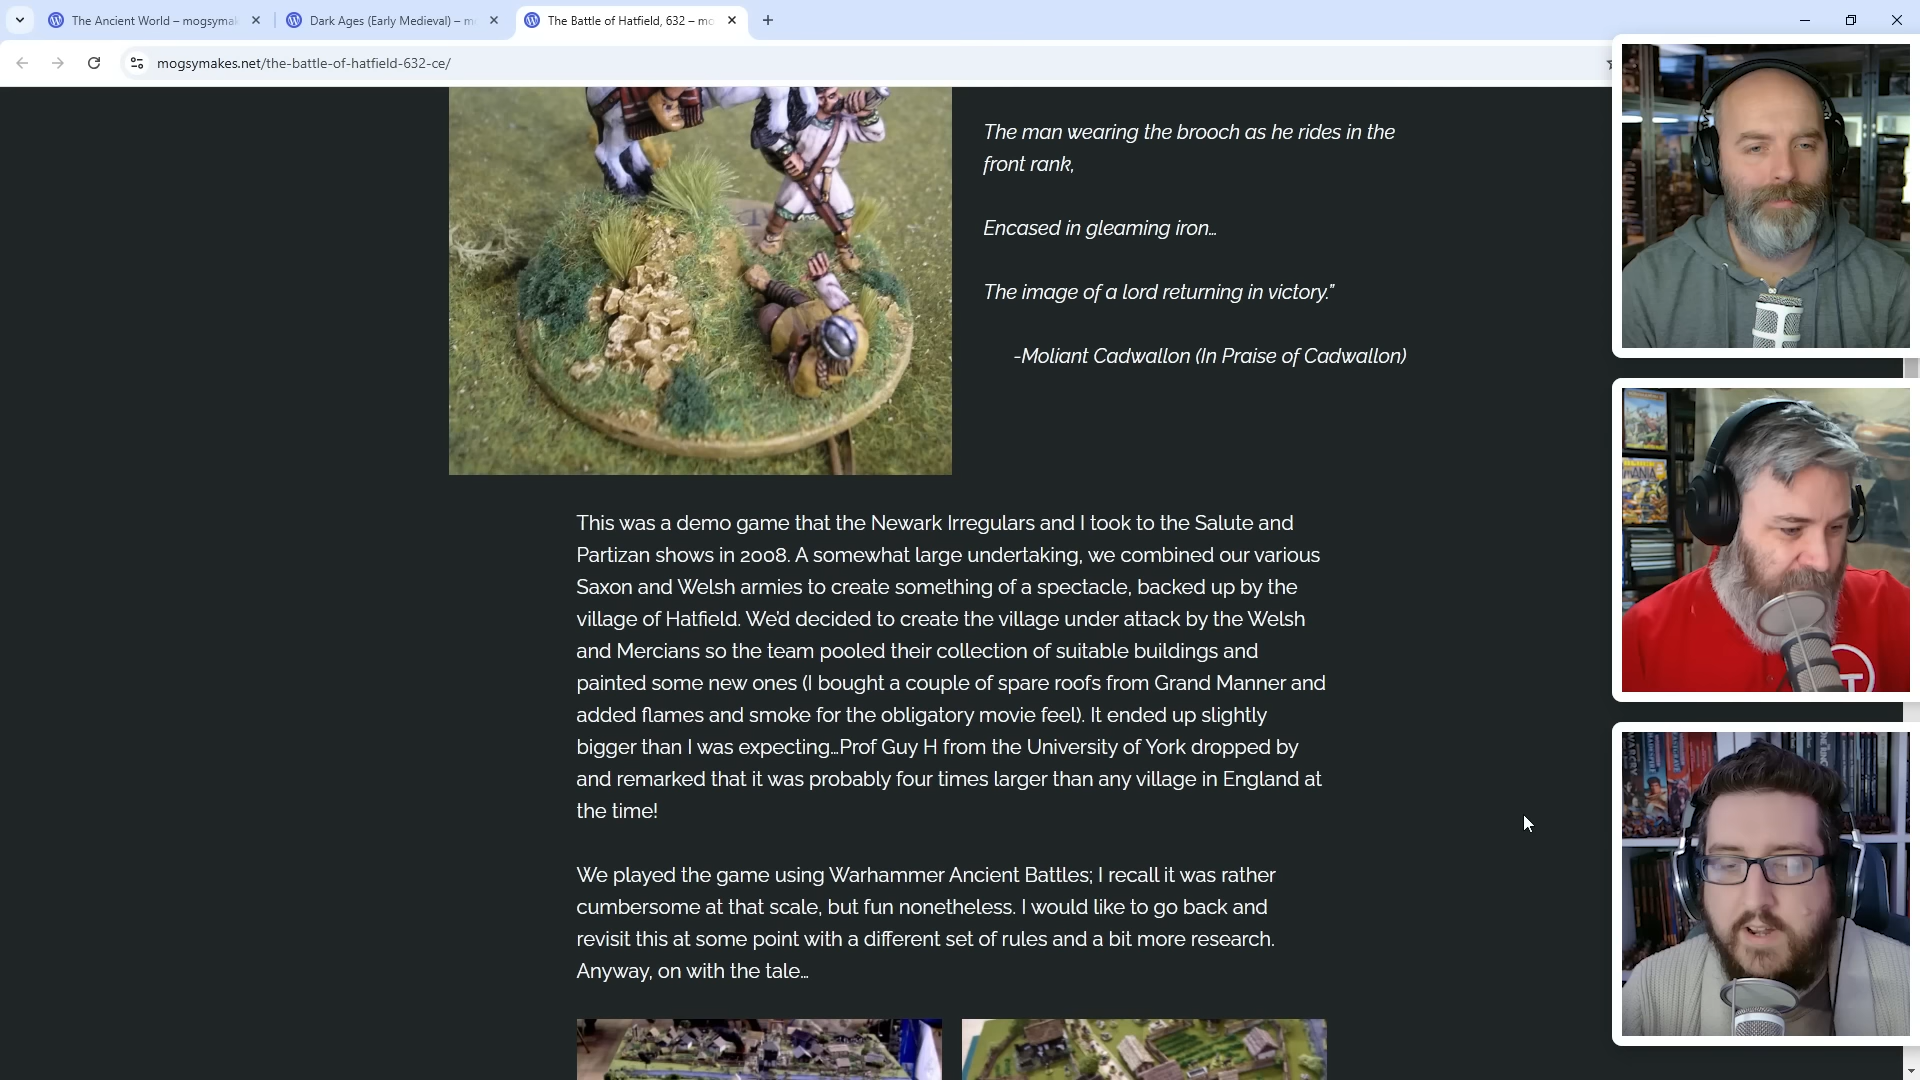 The Ancient World – mogsymak
Dark Ages (Early Medieval) – m
The Battle of Hatfield, 632 – mo
mogsymakes.net/the-battle-of-hatfield-632-ce/
The man wearing the brooch as he rides in the
front rank,
Encased in gleaming iron…
The image of a lord returning in victory.”
-Moliant Cadwallon (In Praise of Cadwallon)
This was a demo game that the Newark Irregulars and I took to the Salute and
Partizan shows in 2008. A somewhat large undertaking, we combined our various
Saxon and Welsh armies to create something of a spectacle, backed up by the
village of Hatfield. We’d decided to create the village under attack by the Welsh
and Mercians so the team pooled their collection of suitable buildings and
painted some new ones (I bought a couple of spare roofs from Grand Manner and
added flames and smoke for the obligatory movie feel). It ended up slightly
bigger than I was expecting…Prof Guy H from the University of York dropped by
and remarked that it was probably four times larger than any village in England at
the time!
We played the game using Warhammer Ancient Battles; I recall it was rather
cumbersome at that scale, but fun nonetheless. I would like to go back and
revisit this at some point with a different set of rules and a bit more research.
Anyway, on with the tale…